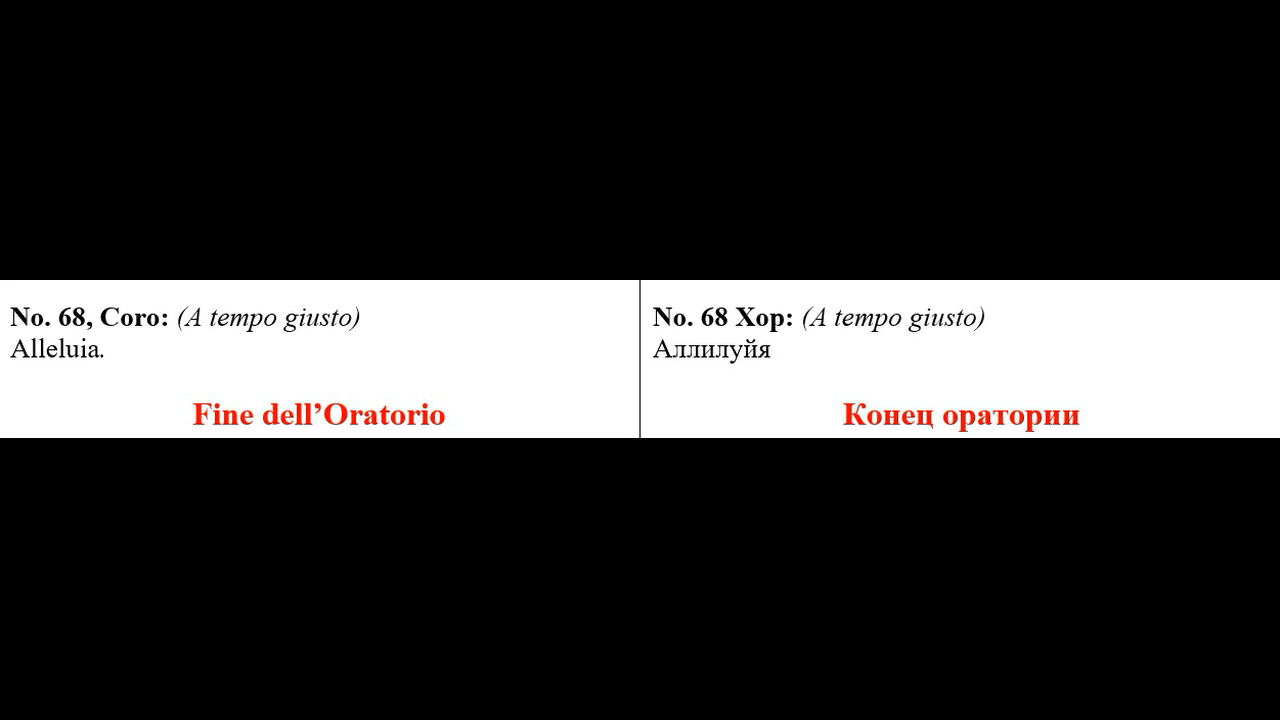 No. 68, Coro: (A tempo giusto)
Alleluia.
Fine dell’Oratorio
No. 68 Хор: (A tempo giusto)
Аллилуйя
Конец оратории